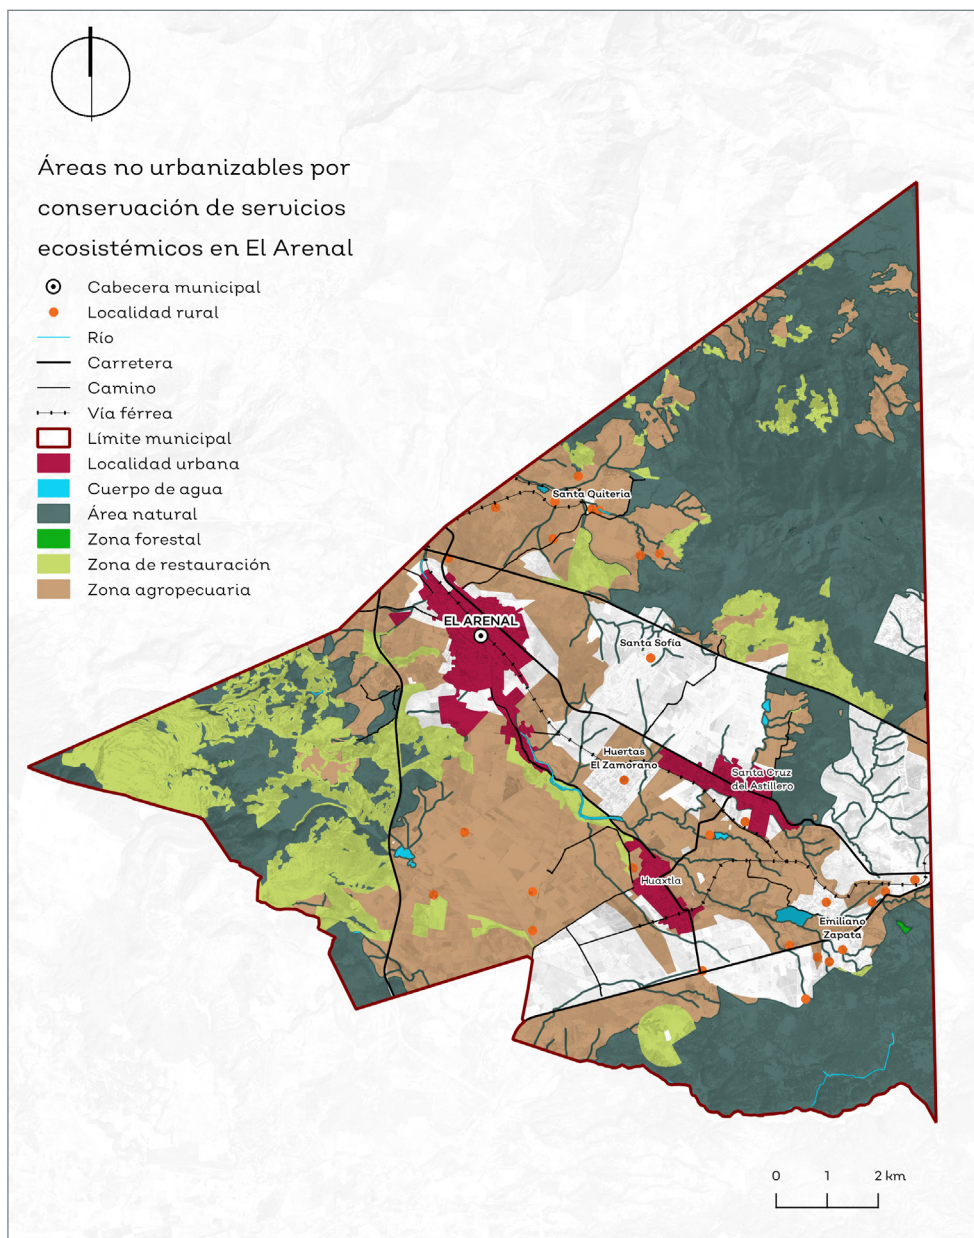 Áreas no urbanizables por
conservación de servicios
ecosistémicos en El Arenal
Cabecera municipal
Localidad rural
Río
Carretera
Camino
Vía férrea
Límite municipal
Localidad urbana
Cuerpo de agua
Área natural
Zona forestal
Zona de restauración
Zona agropecuaria
Santa Quiteria
EL ARENAL
Santa Sofía
Huertas
El Zamorano
Santa Cruz
del Astillero
Huaxtla
Emiliano
Zapata
0 1 2 km